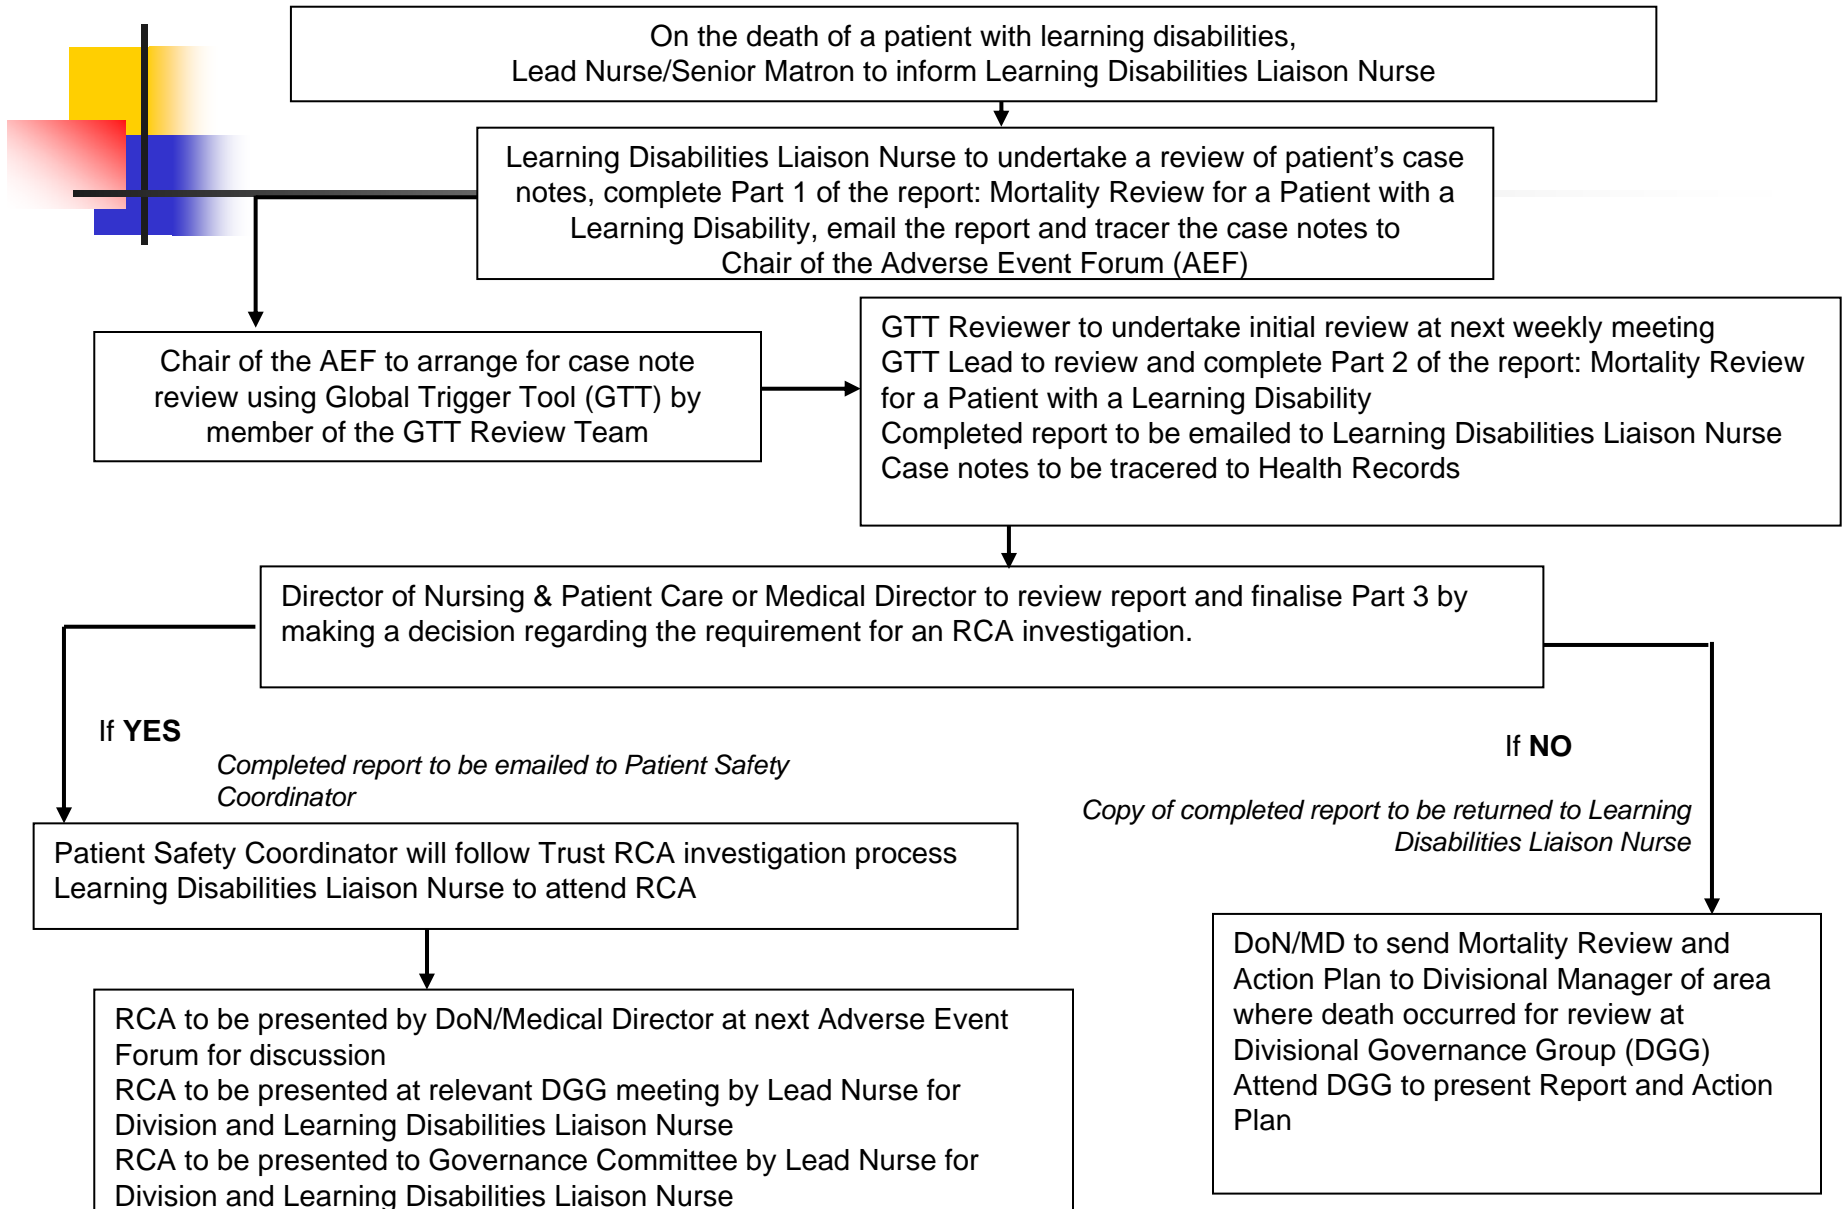 On the death of a patient with learning disabilities,
Lead Nurse/Senior Matron to inform Learning Disabilities Liaison Nurse
Learning Disabilities Liaison Nurse to undertake a review of patient’s case
notes, complete Part 1 of the report: Mortality Review for a Patient with a
Learning Disability, email the report and tracer the case notes to
Chair of the Adverse Event Forum (AEF)
Chair of the AEF to arrange for case note
review using Global Trigger Tool (GTT) by
member of the GTT Review Team
GTT Reviewer to undertake initial review at next weekly meeting
GTT Lead to review and complete Part 2 of the report: Mortality Review
for a Patient with a Learning Disability
Completed report to be emailed to Learning Disabilities Liaison Nurse
Case notes to be tracered to Health Records
Director of Nursing & Patient Care or Medical Director to review report and finalise Part 3 by
making a decision regarding the requirement for an RCA investigation.
If YES
Completed report to be emailed to Patient Safety
Coordinator
Patient Safety Coordinator will follow Trust RCA investigation process
Learning Disabilities Liaison Nurse to attend RCA
RCA to be presented by DoN/Medical Director at next Adverse Event
Forum for discussion
RCA to be presented at relevant DGG meeting by Lead Nurse for
Division and Learning Disabilities Liaison Nurse
RCA to be presented to Governance Committee by Lead Nurse for
Division and Learning Disabilities Liaison Nurse
If NO
Copy of completed report to be returned to Learning
Disabilities Liaison Nurse
DoN/MD to send Mortality Review and
Action Plan to Divisional Manager of area
where death occurred for review at
Divisional Governance Group (DGG)
Attend DGG to present Report and Action
Plan